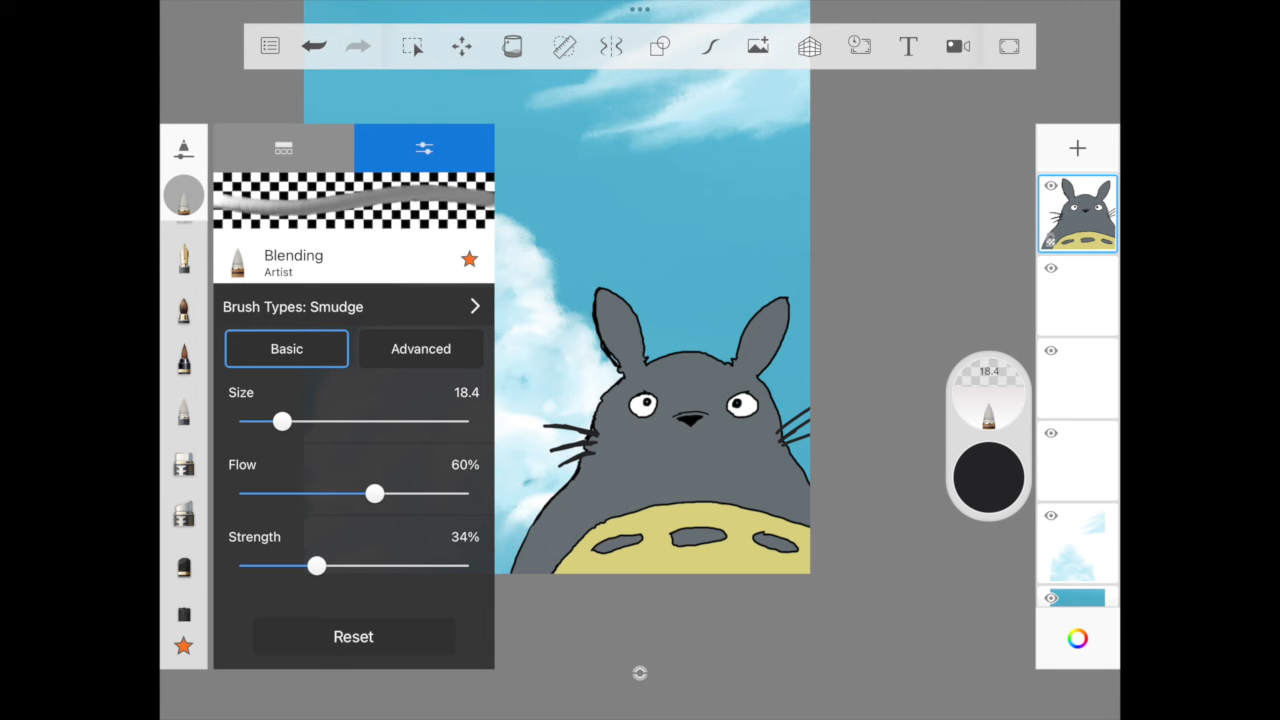 T
Blending
Artist
Brush Types: Smudge
Basic
Advanced
Size
18.4
Flow
60%
Strength
34%
Reset
18.4